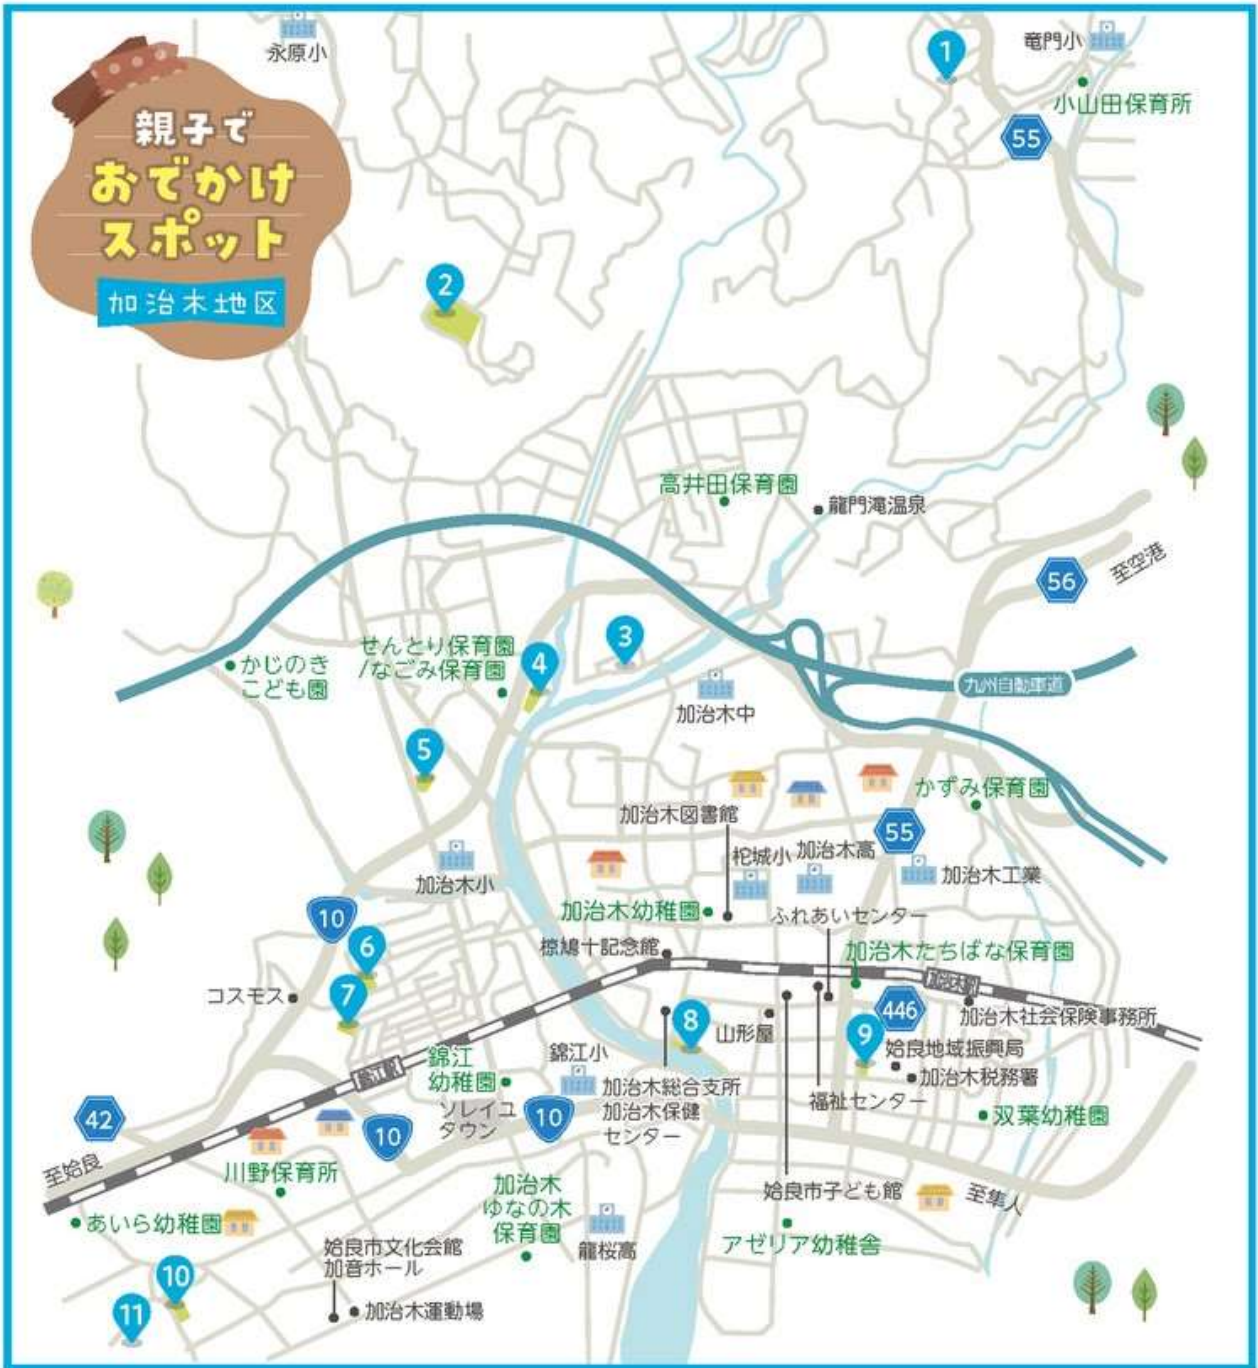 永原小
竜門小
1
親子で
おでかけ
スポット
加治木地区
小山田保育所
55
2
高井田保育園
龍門滝温泉
56
至空港
せんとり保育園
/なごみ保育園
3
4
かじのき
こども園
九州自動車道
加治木中
5
かずみ保育園
加治木図書館
55
柁城小
加治木高
加治木小
加治木工業
10
加治木幼稚園
ふれあいセンター
6
椋鳩十記念館
加治木たちばな保育園
コスモス
7
8
山形屋
446
加治木社会保険事務所
9
錦江
幼稚園
錦江小
姶良地域振興局
加治木税務署
錦江駅
ソレイユ
タウン
10
加治木総合支所
加治木保健
センター
福祉センター
双葉幼稚園
42
10
至姶良
川野保育所
加治木
ゆなの木
保育園
姶良市子ども館
至隼人
あいら幼稚園
龍桜高
アゼリア幼稚舎
姶良市文化会館
加音ホール
10
加治木運動場
11